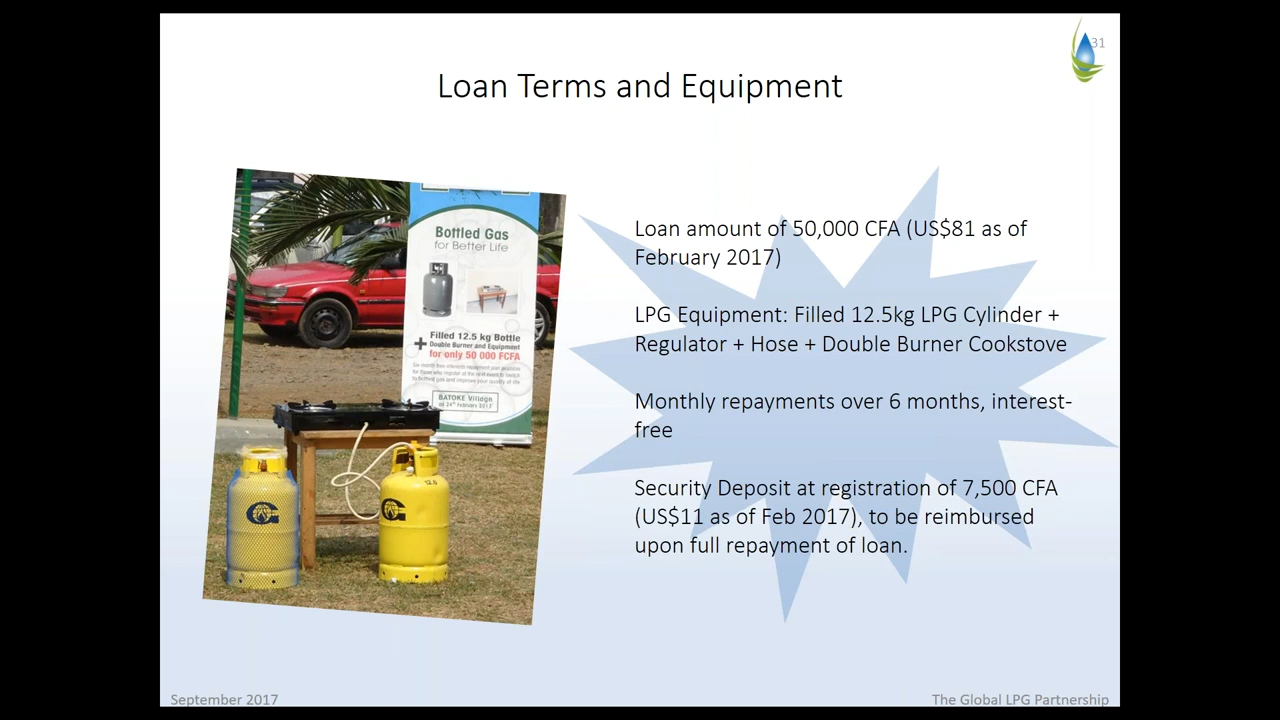 31
Loan Terms and Equipment
Bottled Gas
for Better Life
Filled 12.5 kg Bottle
+ Double Burner and Equipment
for only 50 000 FCFA
BATOKE Village
12.5
Loan amount of 50,000 CFA (US$81 as of
February 2017)
LPG Equipment: Filled 12.5kg LPG Cylinder +
Regulator + Hose + Double Burner Cookstove
Monthly repayments over 6 months, interest-
free
Security Deposit at registration of 7,500 CFA
(US$11 as of Feb 2017), to be reimbursed
upon full repayment of loan.
September 2017
The Global LPG Partnership